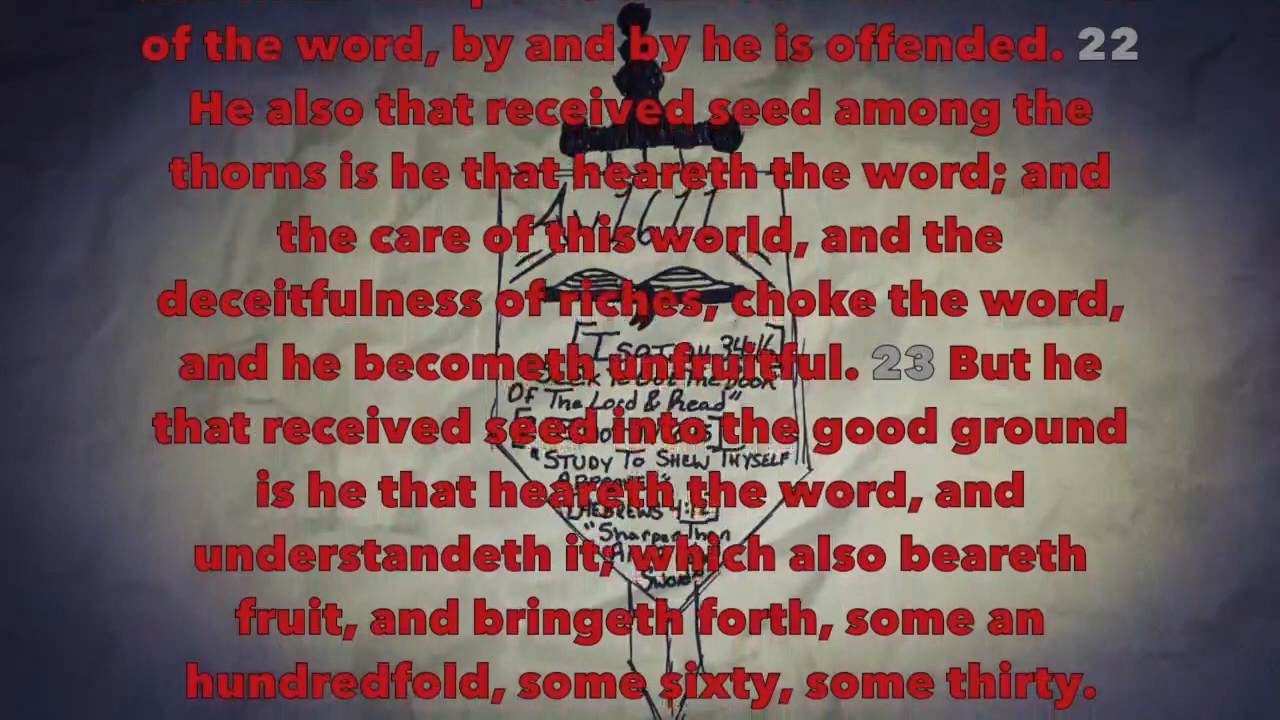 of the word, by and by he is offended. 22
He also that received seed among the
thorns is he that heareth the word; and
AV1611
the care of this world, and the
deceitfulness of riches, choke the word,
34:16]
and he becometh unfruitful. 23 But he
Of The Lord & Read"
that received seed into the good ground
"STUDY TO SHEW THYSELF
is he that heareth the word, and
HEBREWS 4:12]
"Sharper Than
understandeth it; which also beareth
Sword"
fruit, and bringeth forth, some an
hundredfold, some sixty, some thirty.